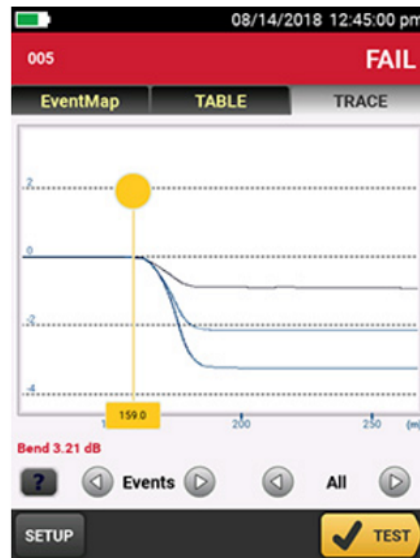 08/14/2018 12:45:00 pm
005 FAIL
EventMap TABLE TRACE
2
0
-2
-4
159.0
200 250 (m)
Bend 3.21 dB
? Events All
SETUP TEST